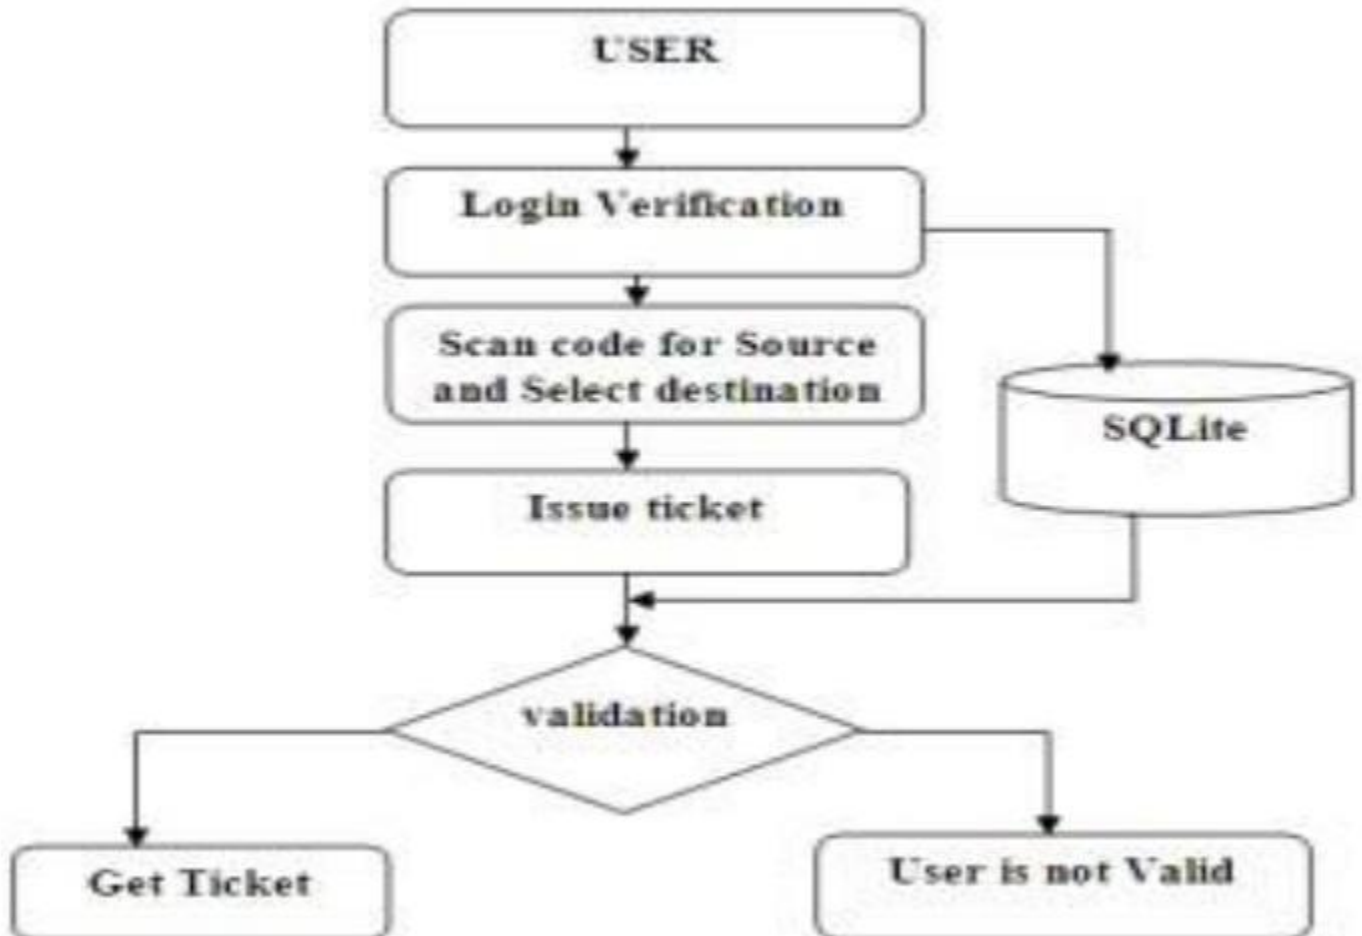 USER
Login Verification
Scan code for Source
and Select destination
SQLite
Issue ticket
validation
Get Ticket
User is not Valid